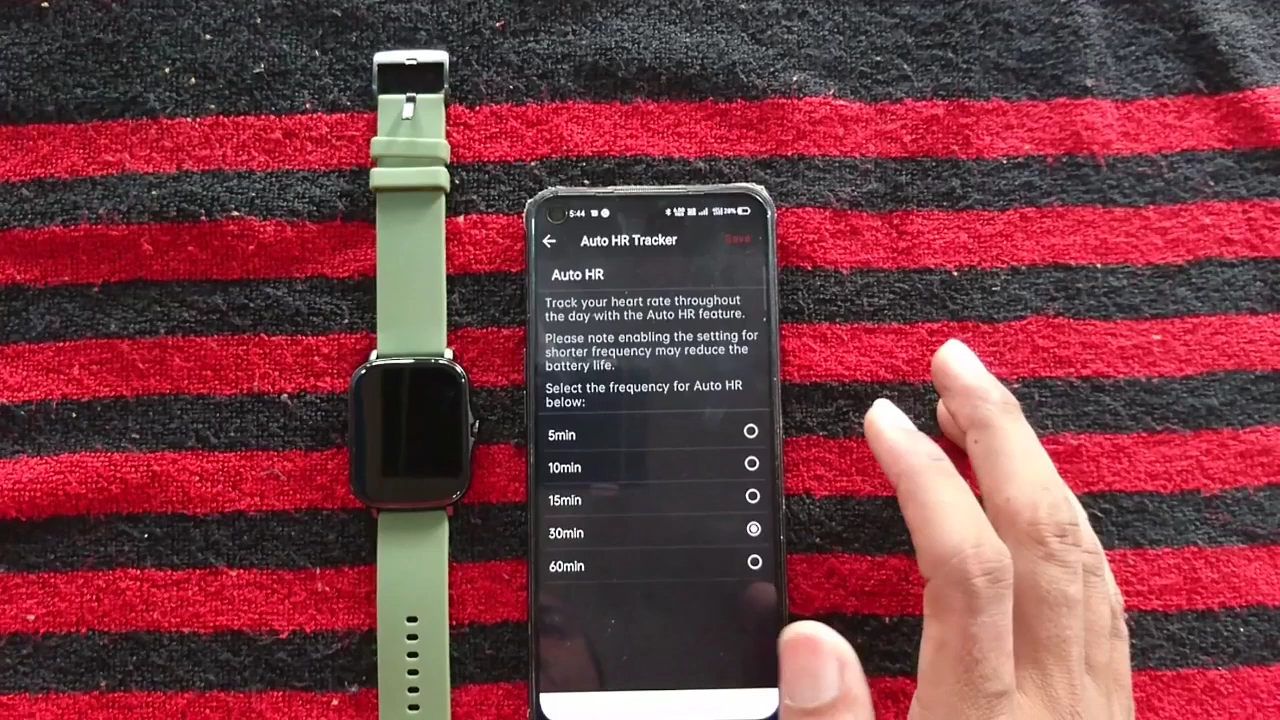 5:44
28%
Auto HR Tracker
Save
Auto HR
Track your heart rate throughout
the day with the Auto HR feature.
Please note enabling the setting for
shorter frequency may reduce the
battery life.
Select the frequency for Auto HR
below:
5min
10min
15min
30min
60min